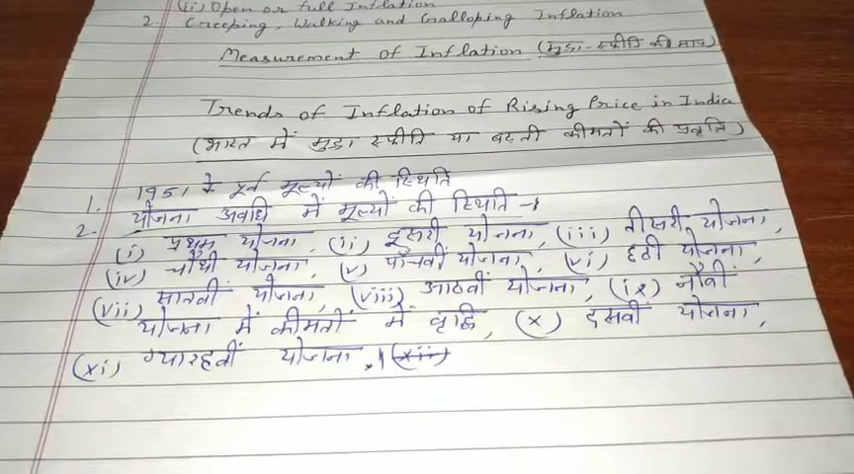 (ii) Open or full Inflation
2. Creeping, Walking and Galloping Inflation
Measurement of Inflation (मुद्रा-स्फीति की माप)
Trends of Inflation of Rising Price in India
(भारत में मुद्रा स्फीति या बढ़ती कीमतों की प्रवृति)
1. 1951 के पूर्व मूल्यों की स्थिति
2. योजना अवधि में मूल्यों की स्थिति -
(i) प्रथम योजना, (ii) दूसरी योजना, (iii) तीसरी योजना,
(iv) चौथी योजना, (v) पाँचवीं योजना, (vi) छठी योजना,
(vii) सातवीं योजना, (viii) आठवीं योजना, (ix) नौवीं
योजना में कीमतों में वृद्धि, (x) दसवीं योजना,
(xi) ग्यारहवीं योजना,। (xii)